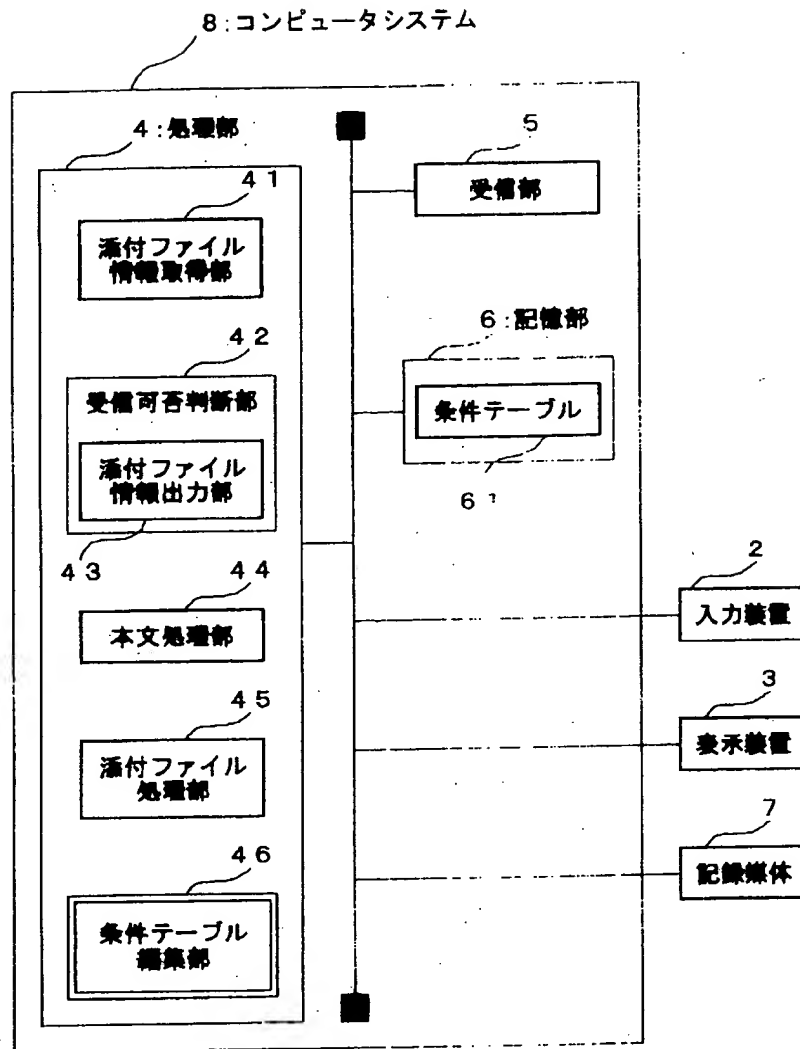 8:コンピュータシステム
4:処理部
41
添付ファイル
情報取得部
42
受信可否判断部
添付ファイル
情報出力部
43
44
本文処理部
45
添付ファイル
処理部
46
条件テーブル
編集部
5
受信部
6:記憶部
条件テーブル
61
2
入力装置
3
表示装置
7
記録媒体